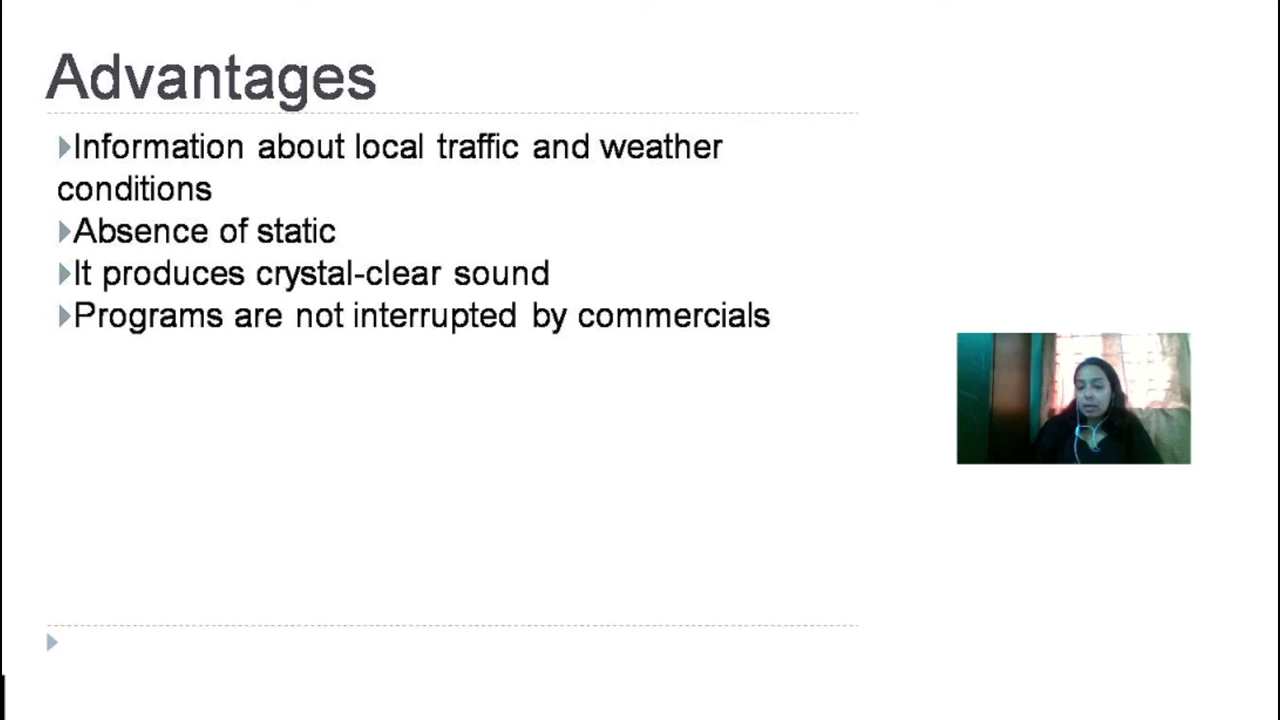 Advantages
Information about local traffic and weather
conditions
Absence of static
It produces crystal-clear sound
Programs are not interrupted by commercials